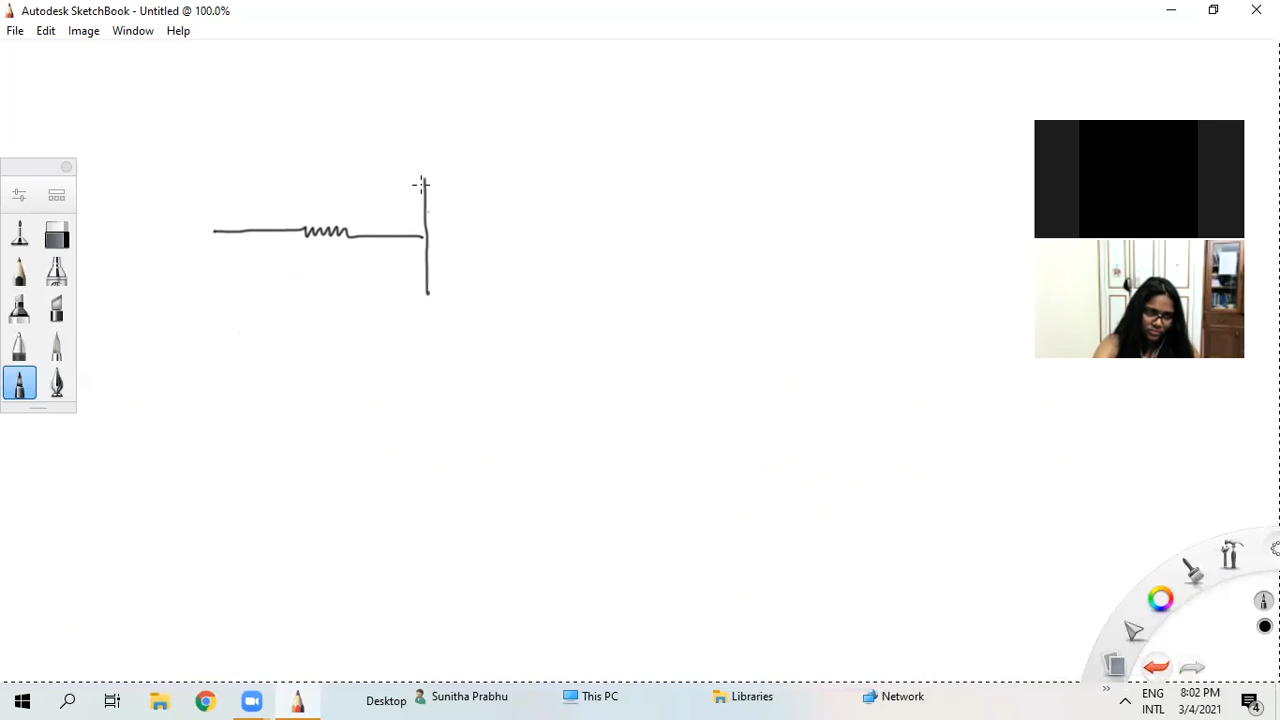 Autodesk SketchBook - Untitled @ 100.0%
File Edit Image Window Help
Desktop Sunitha Prabhu This PC Libraries Network
ENG 8:02 PM
INTL 3/4/2021
4